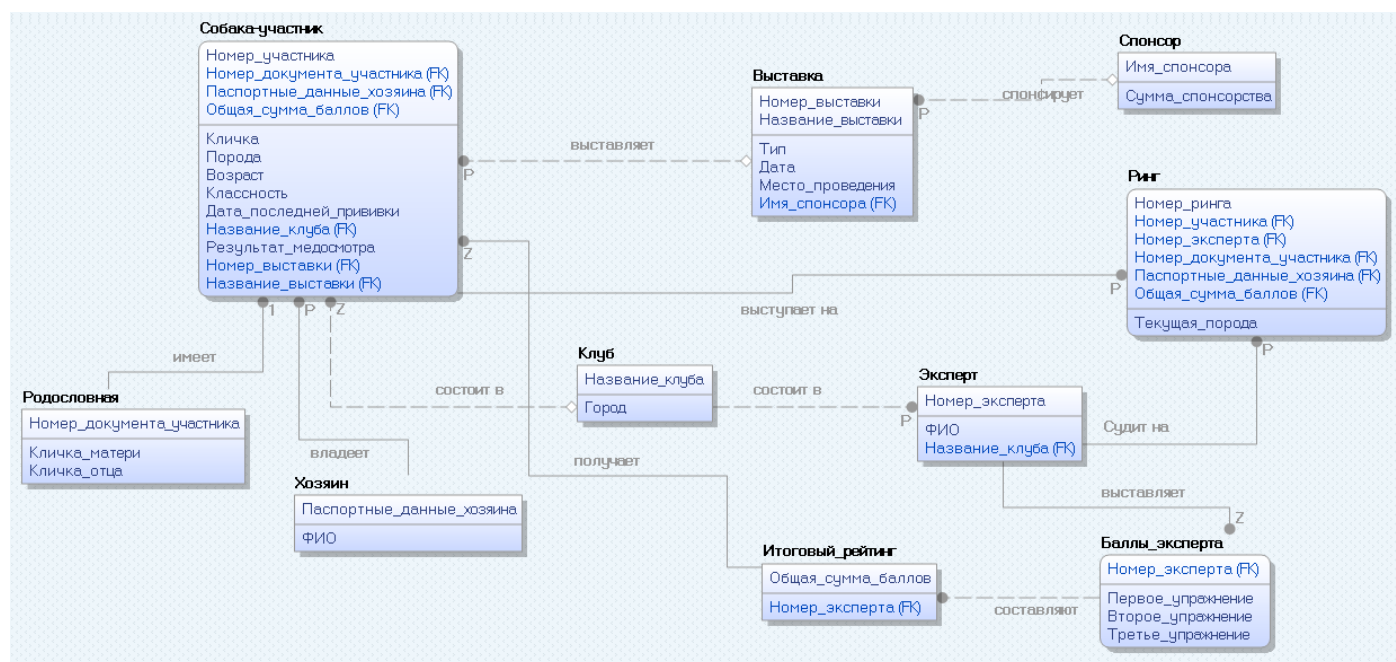 Собака-участник
Номер_участника
Номер_документа_участника (FK)
Паспортные_данные_хозяина (FK)
Общая_сумма_баллов (FK)
Кличка
Порода
Возраст
Классность
Дата_последней_прививки
Название_клуба (FK)
Результат_медосмотра
Номер_выставки (FK)
Название_выставки (FK)
P
Z
1
P
Z
выставляет
Выставка
Номер_выставки
Название_выставки
Тип
Дата
Место_проведения
Имя_спонсора (FK)
P
спонсирует
Спонсор
Имя_спонсора
Сумма_спонсорства
Ринг
Номер_ринга
Номер_участника (FK)
Номер_эксперта (FK)
Номер_документа_участника (FK)
Паспортные_данные_хозяина (FK)
Общая_сумма_баллов (FK)
Текущая_порода
P
P
выступает на
имеет
Родословная
Номер_документа_участника
Кличка_матери
Кличка_отца
владеет
Хозяин
Паспортные_данные_хозяина
ФИО
состоит в
Клуб
Название_клуба
Город
состоит в
P
Эксперт
Номер_эксперта
ФИО
Название_клуба (FK)
Судит на
получает
выставляет
Z
Итоговый_рейтинг
Общая_сумма_баллов
Номер_эксперта (FK)
составляют
Баллы_эксперта
Номер_эксперта (FK)
Первое_упражнение
Второе_упражнение
Третье_упражнение